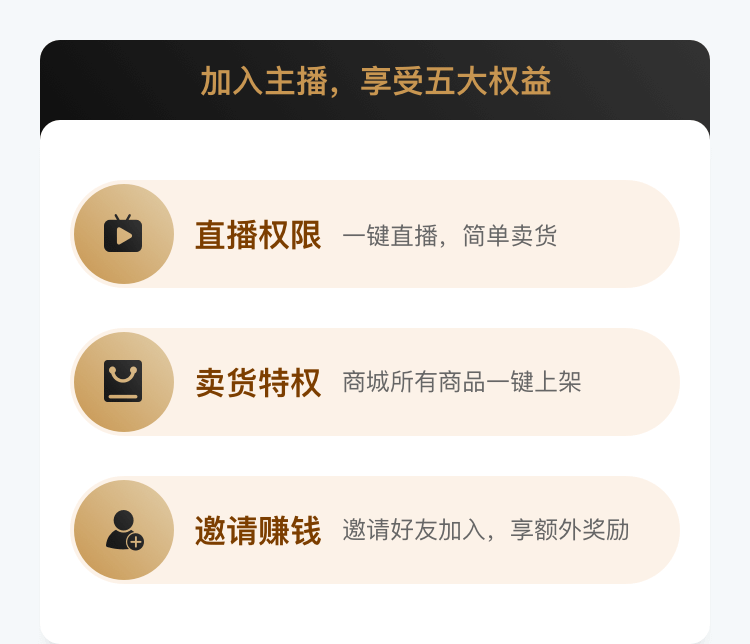 加入主播，享受五大权益
直播权限 一键直播，简单卖货
卖货特权 商城所有商品一键上架
邀请赚钱 邀请好友加入，享额外奖励